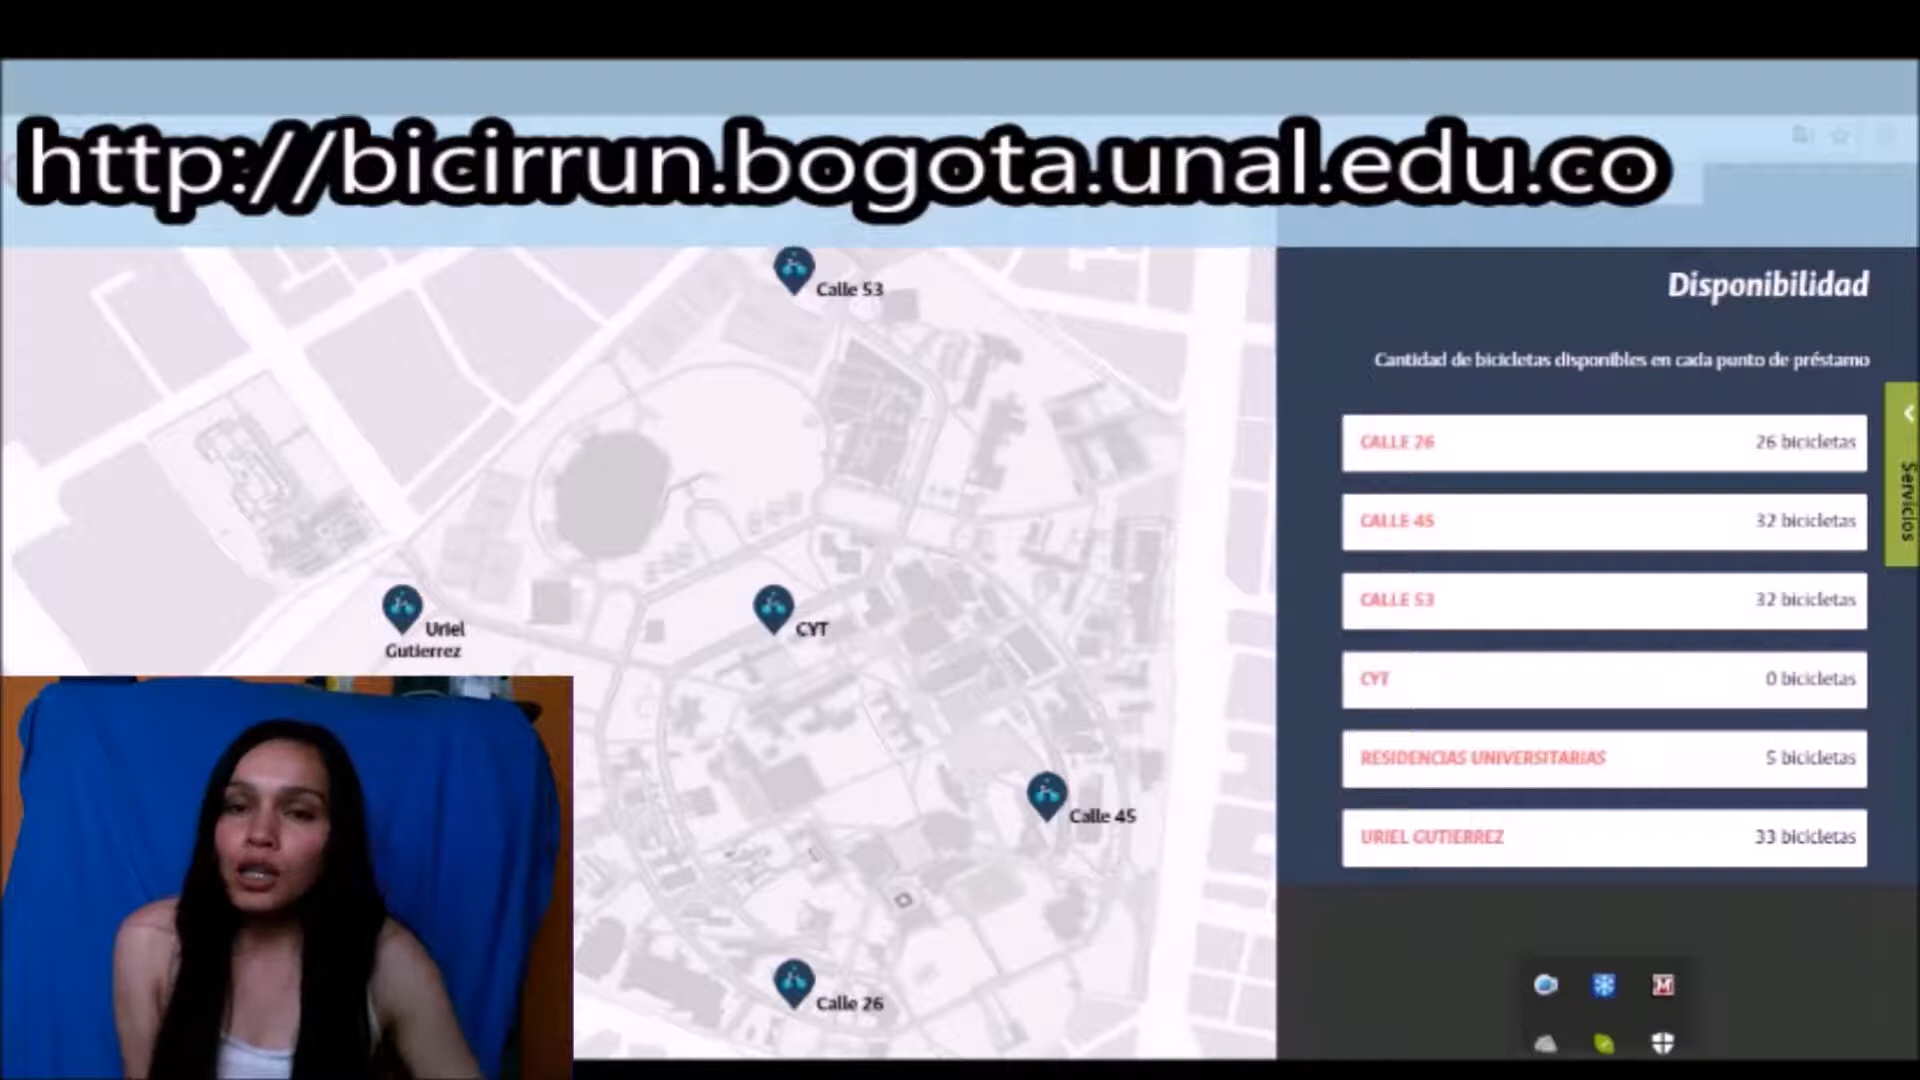 http://bicirrun.bogota.unal.edu.co
Calle 53
Uriel
Gutierrez
CYT
Calle 45
Calle 26
Disponibilidad
Cantidad de bicicletas disponibles en cada punto de préstamo
CALLE 26 26 bicicletas
CALLE 45 32 bicicletas
CALLE 53 32 bicicletas
CYT 0 bicicletas
RESIDENCIAS UNIVERSITARIAS 5 bicicletas
URIEL GUTIERREZ 33 bicicletas
Servicios
M